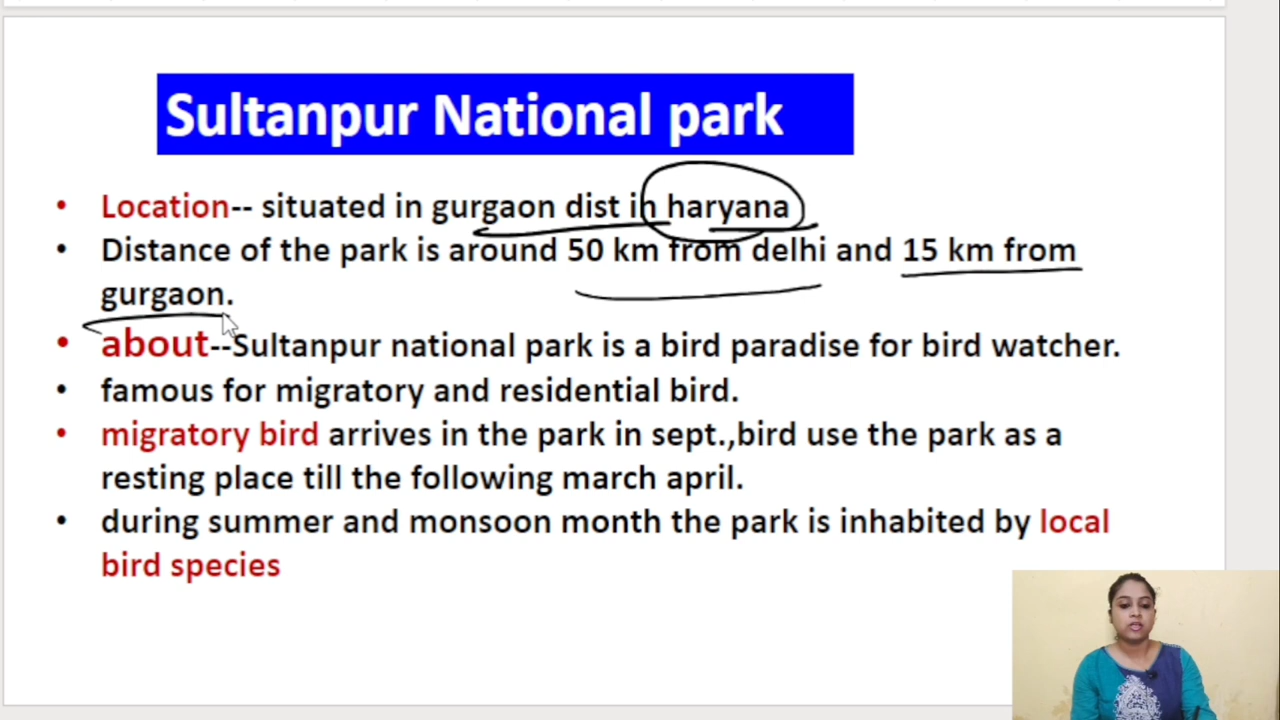 Sultanpur National park
• Location-- situated in gurgaon dist in haryana
• Distance of the park is around 50 km from delhi and 15 km from
gurgaon.
• about--Sultanpur national park is a bird paradise for bird watcher.
• famous for migratory and residential bird.
• migratory bird arrives in the park in sept.,bird use the park as a
resting place till the following march april.
• during summer and monsoon month the park is inhabited by local
bird species